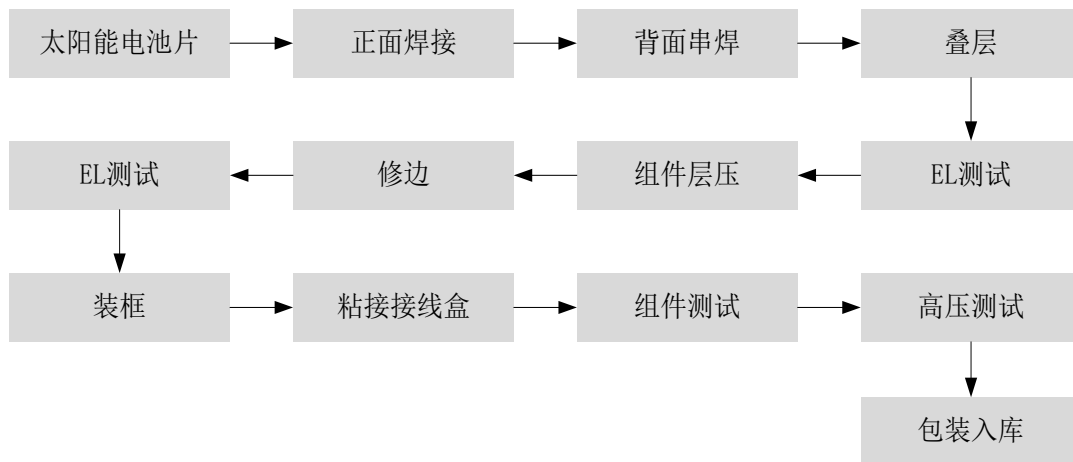 太阳能电池片
正面焊接
背面串焊
叠层
EL测试
组件层压
修边
EL测试
装框
粘接接线盒
组件测试
高压测试
包装入库